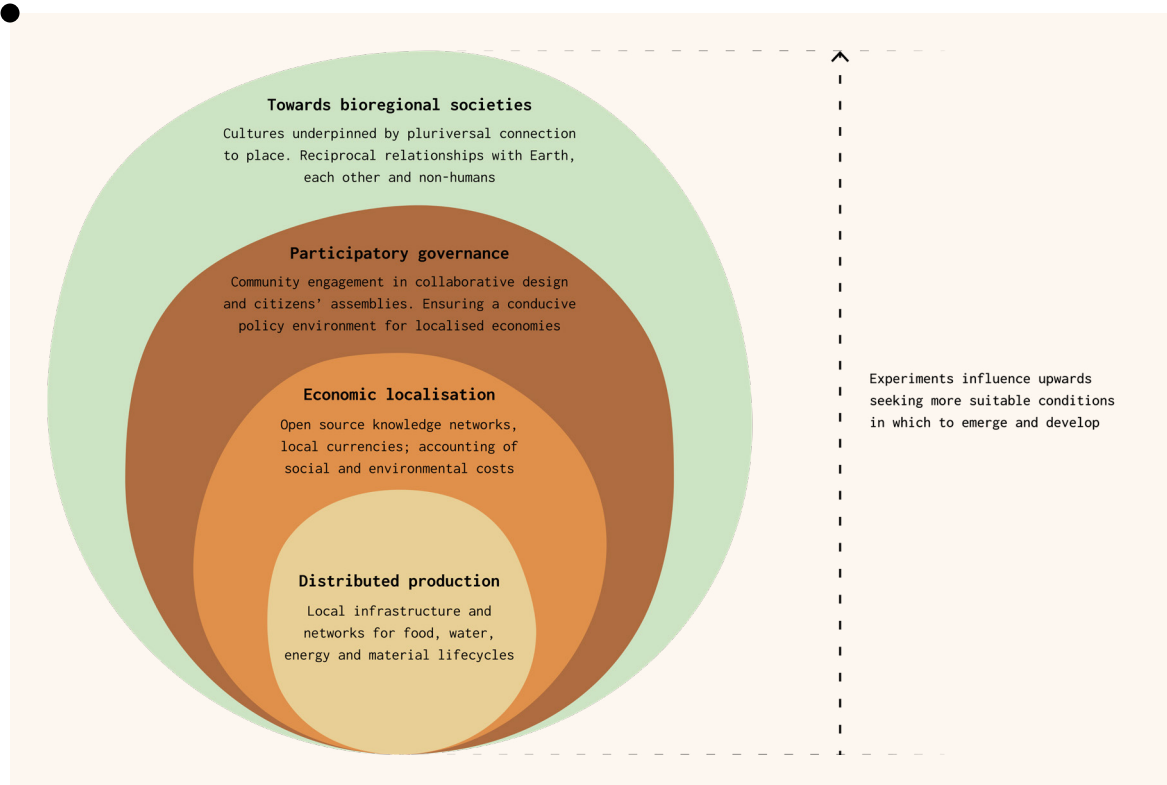 Towards bioregional societies
Cultures underpinned by pluriversal connection
to place. Reciprocal relationships with Earth,
each other and non-humans
Participatory governance
Community engagement in collaborative design
and citizens’ assemblies. Ensuring a conducive
policy environment for localised economies
Economic localisation
Open source knowledge networks,
local currencies; accounting of
social and environmental costs
Distributed production
Local infrastructure and
networks for food, water,
energy and material lifecycles
Experiments influence upwards
seeking more suitable conditions
in which to emerge and develop